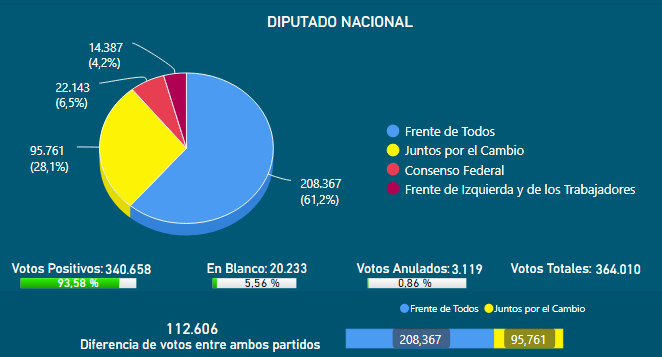 DIPUTADO NACIONAL
14.387
(4,2%)
22.143
(6,5%)
95.761
(28,1%)
208.367
(61,2%)
Frente de Todos
Juntos por el Cambio
Consenso Federal
Frente de Izquierda y de los Trabajadores
Votos Positivos: 340.658
93,58 %
En Blanco: 20.233
5.56 %
Votos Anulados: 3.119
0.86 %
Votos Totales: 364.010
Frente de Todos Juntos por el Cambio
112.606
Diferencia de votos entre ambos partidos
208,367 95,761